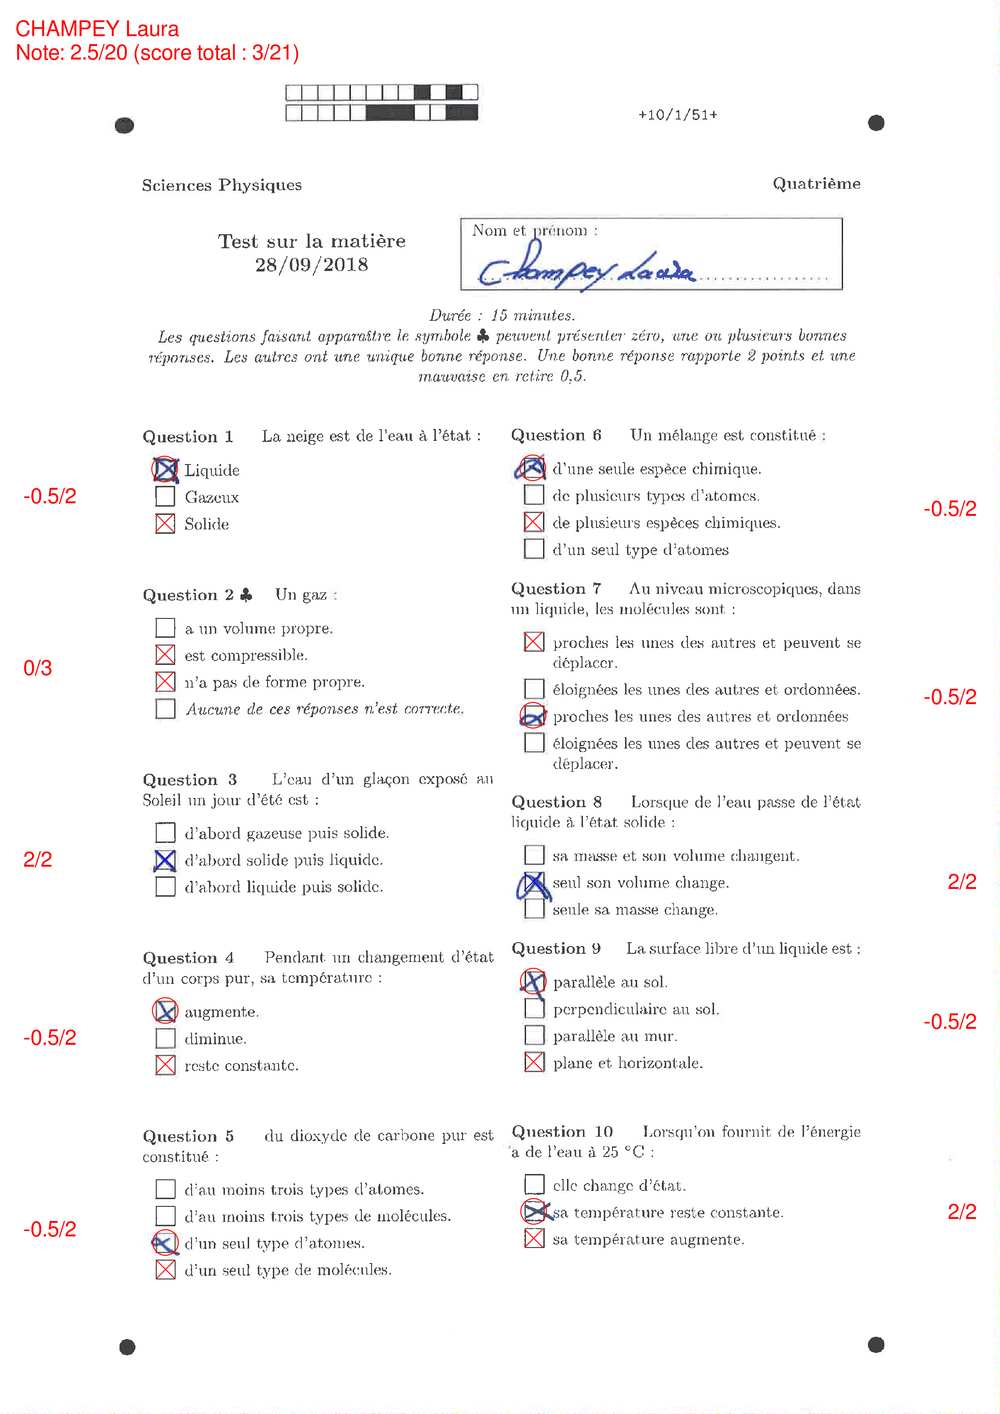 CHAMPEY Laura
Note: 2.5/20 (score total : 3/21)
+10/1/51+
Sciences Physiques
Quatrième
Test sur la matière
28/09/2018
Nom et prénom :
Champey Laura
Durée : 15 minutes.
Les questions faisant apparaître le symbole ♣ peuvent présenter zéro, une ou plusieurs bonnes
réponses. Les autres ont une unique bonne réponse. Une bonne réponse rapporte 2 points et une
mauvaise en retire 0,5.
Question 1 La neige est de l'eau à l'état :
Liquide
Gazeux
Solide
-0.5/2
Question 2 ♣ Un gaz :
a un volume propre.
est compressible.
n'a pas de forme propre.
Aucune de ces réponses n'est correcte.
0/3
Question 3 L'eau d'un glaçon exposé au
Soleil un jour d'été est :
d'abord gazeuse puis solide.
d'abord solide puis liquide.
d'abord liquide puis solide.
2/2
Question 4 Pendant un changement d'état
d'un corps pur, sa température :
augmente.
diminue.
reste constante.
-0.5/2
Question 5 du dioxyde de carbone pur est
constitué :
d'au moins trois types d'atomes.
d'au moins trois types de molécules.
d'un seul type d'atomes.
d'un seul type de molécules.
-0.5/2
Question 6 Un mélange est constitué :
d'une seule espèce chimique.
de plusieurs types d'atomes.
de plusieurs espèces chimiques.
d'un seul type d'atomes
-0.5/2
Question 7 Au niveau microscopiques, dans
un liquide, les molécules sont :
proches les unes des autres et peuvent se
déplacer.
éloignées les unes des autres et ordonnées.
proches les unes des autres et ordonnées
éloignées les unes des autres et peuvent se
déplacer.
-0.5/2
Question 8 Lorsque de l'eau passe de l'état
liquide à l'état solide :
sa masse et son volume changent.
seul son volume change.
seule sa masse change.
2/2
Question 9 La surface libre d'un liquide est :
parallèle au sol.
perpendiculaire au sol.
parallèle au mur.
plane et horizontale.
-0.5/2
Question 10 Lorsqu'on fournit de l'énergie
`a de l'eau à 25 °C :
elle change d'état.
sa température reste constante.
sa température augmente.
2/2